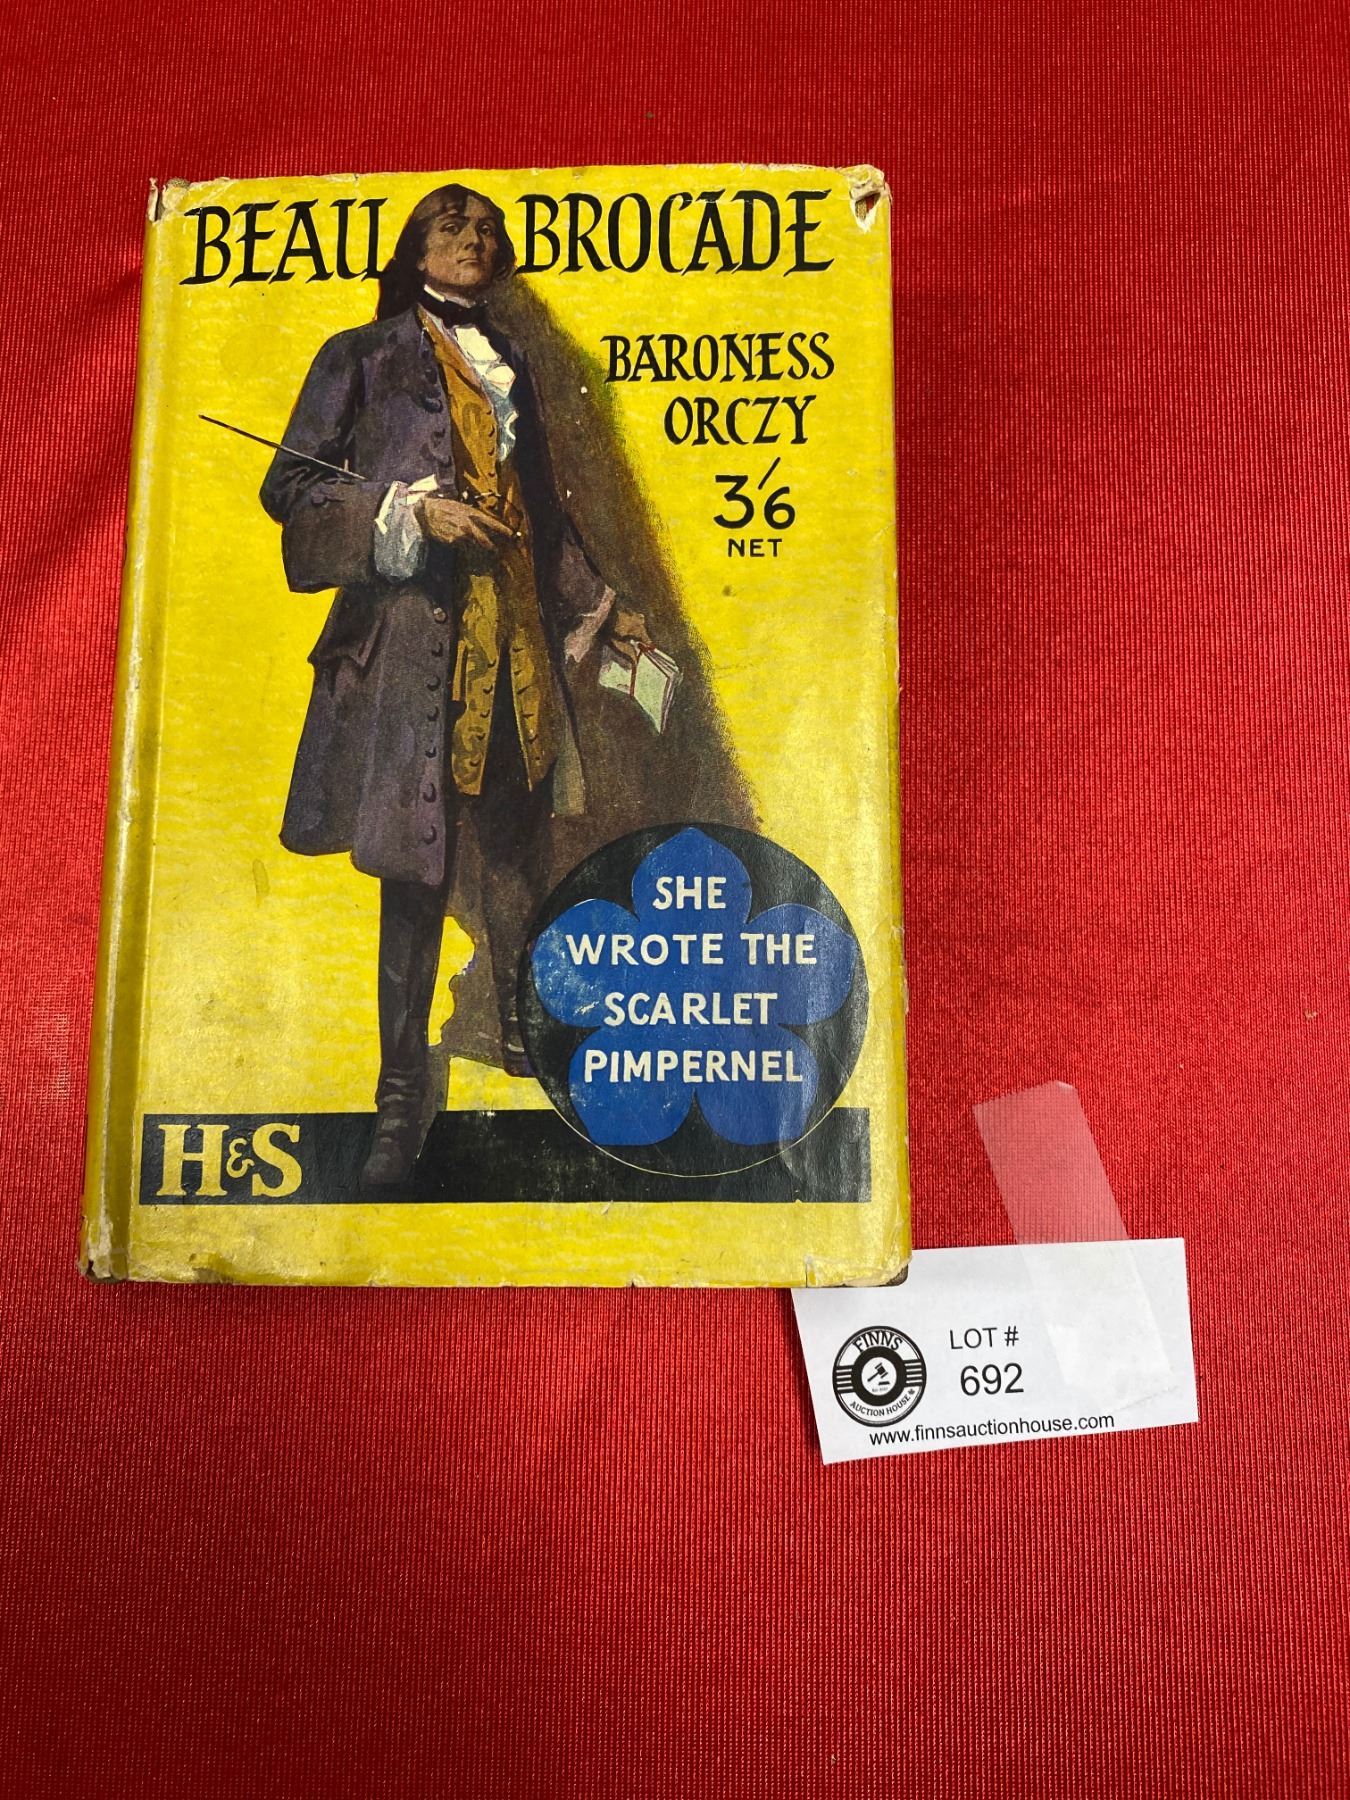 BEAU BROCADE
BARONESS
ORCZY
3/6
NET
SHE
WROTE THE
SCARLET
PIMPERNEL
H&S
FINNS
AUCTION HOUSE
LOT #
692
www.finnsauctionhouse.com